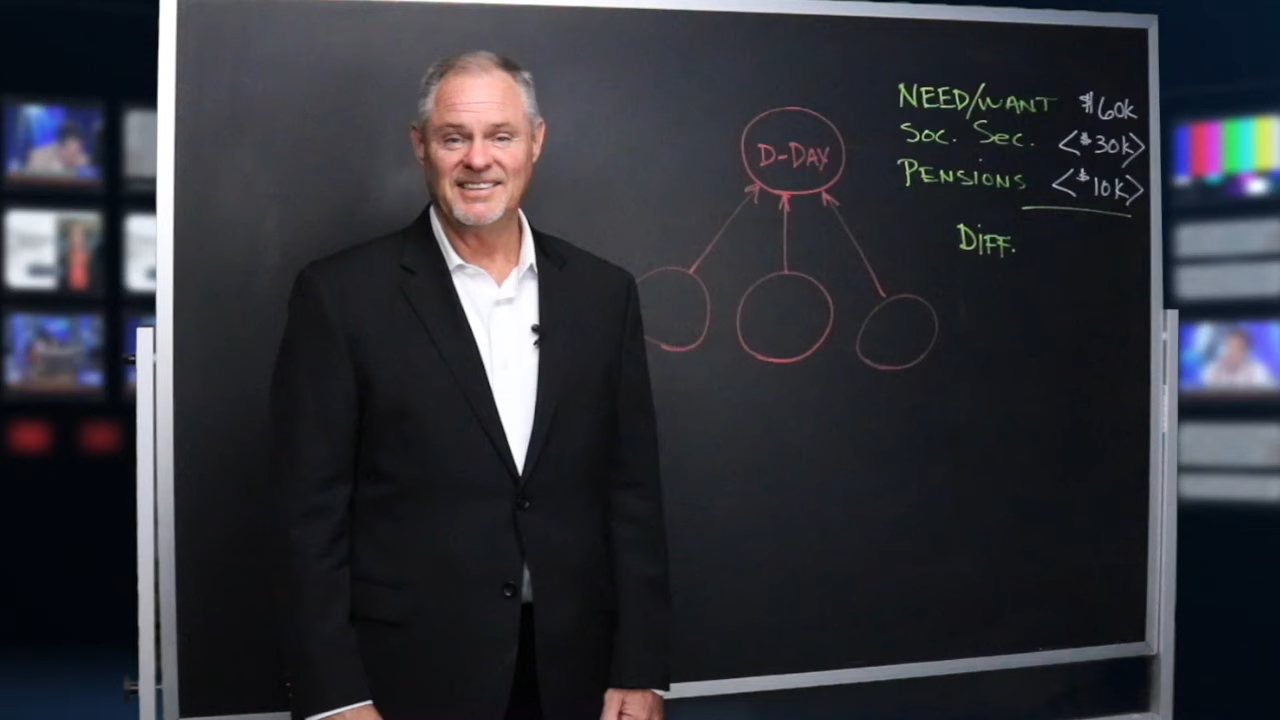 D-DAY
NEED/WANT $60k
Soc. Sec. <$30k>
PENSIONS <$10k>
DIFF.